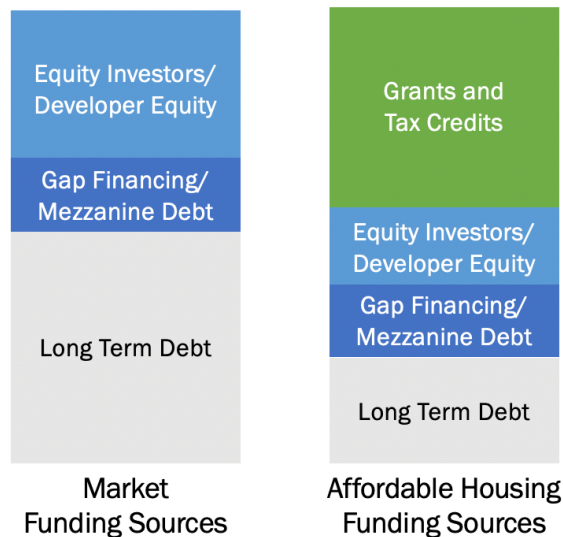 Equity Investors/
Developer Equity
Gap Financing/
Mezzanine Debt
Long Term Debt
Market
Funding Sources
Grants and
Tax Credits
Equity Investors/
Developer Equity
Gap Financing/
Mezzanine Debt
Long Term Debt
Affordable Housing
Funding Sources